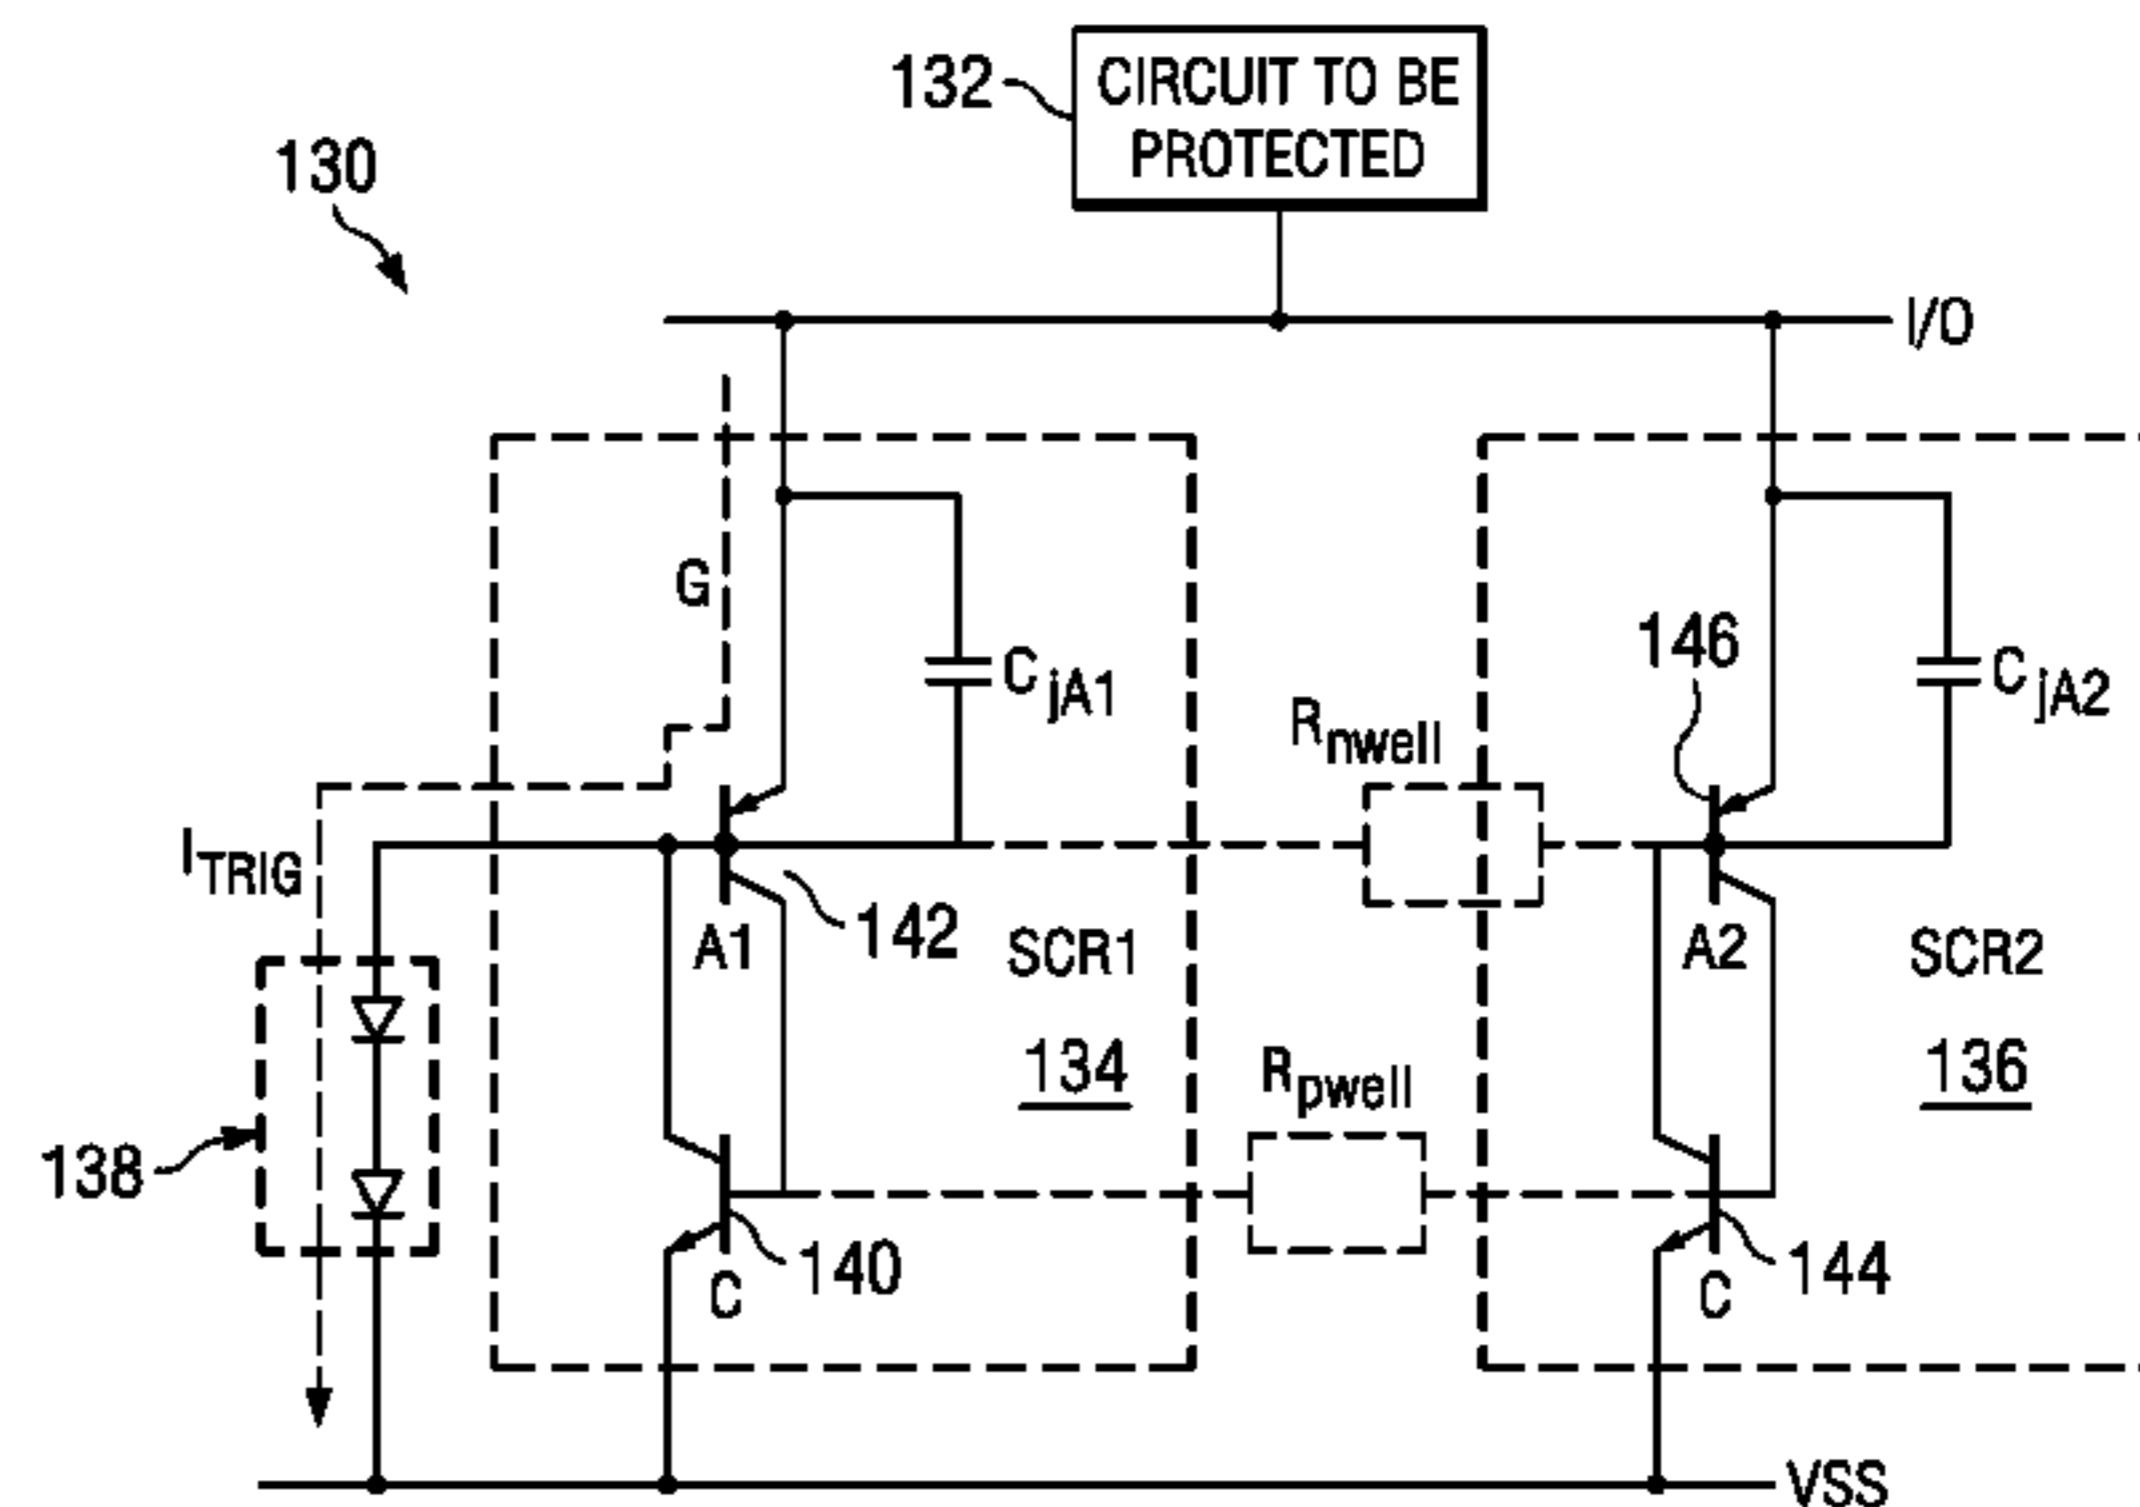 132
CIRCUIT TO BE
PROTECTED
130
I/O
G
CjA1
146
CjA2
Rnwell
ITRIG
A1
142
SCR1
A2
SCR2
134
136
Rpwell
138
140
C
144
C
VSS